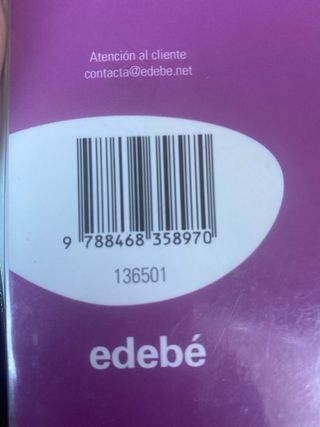 Atención al cliente
contacta@edebe.net
9 788468 358970
136501
edebé